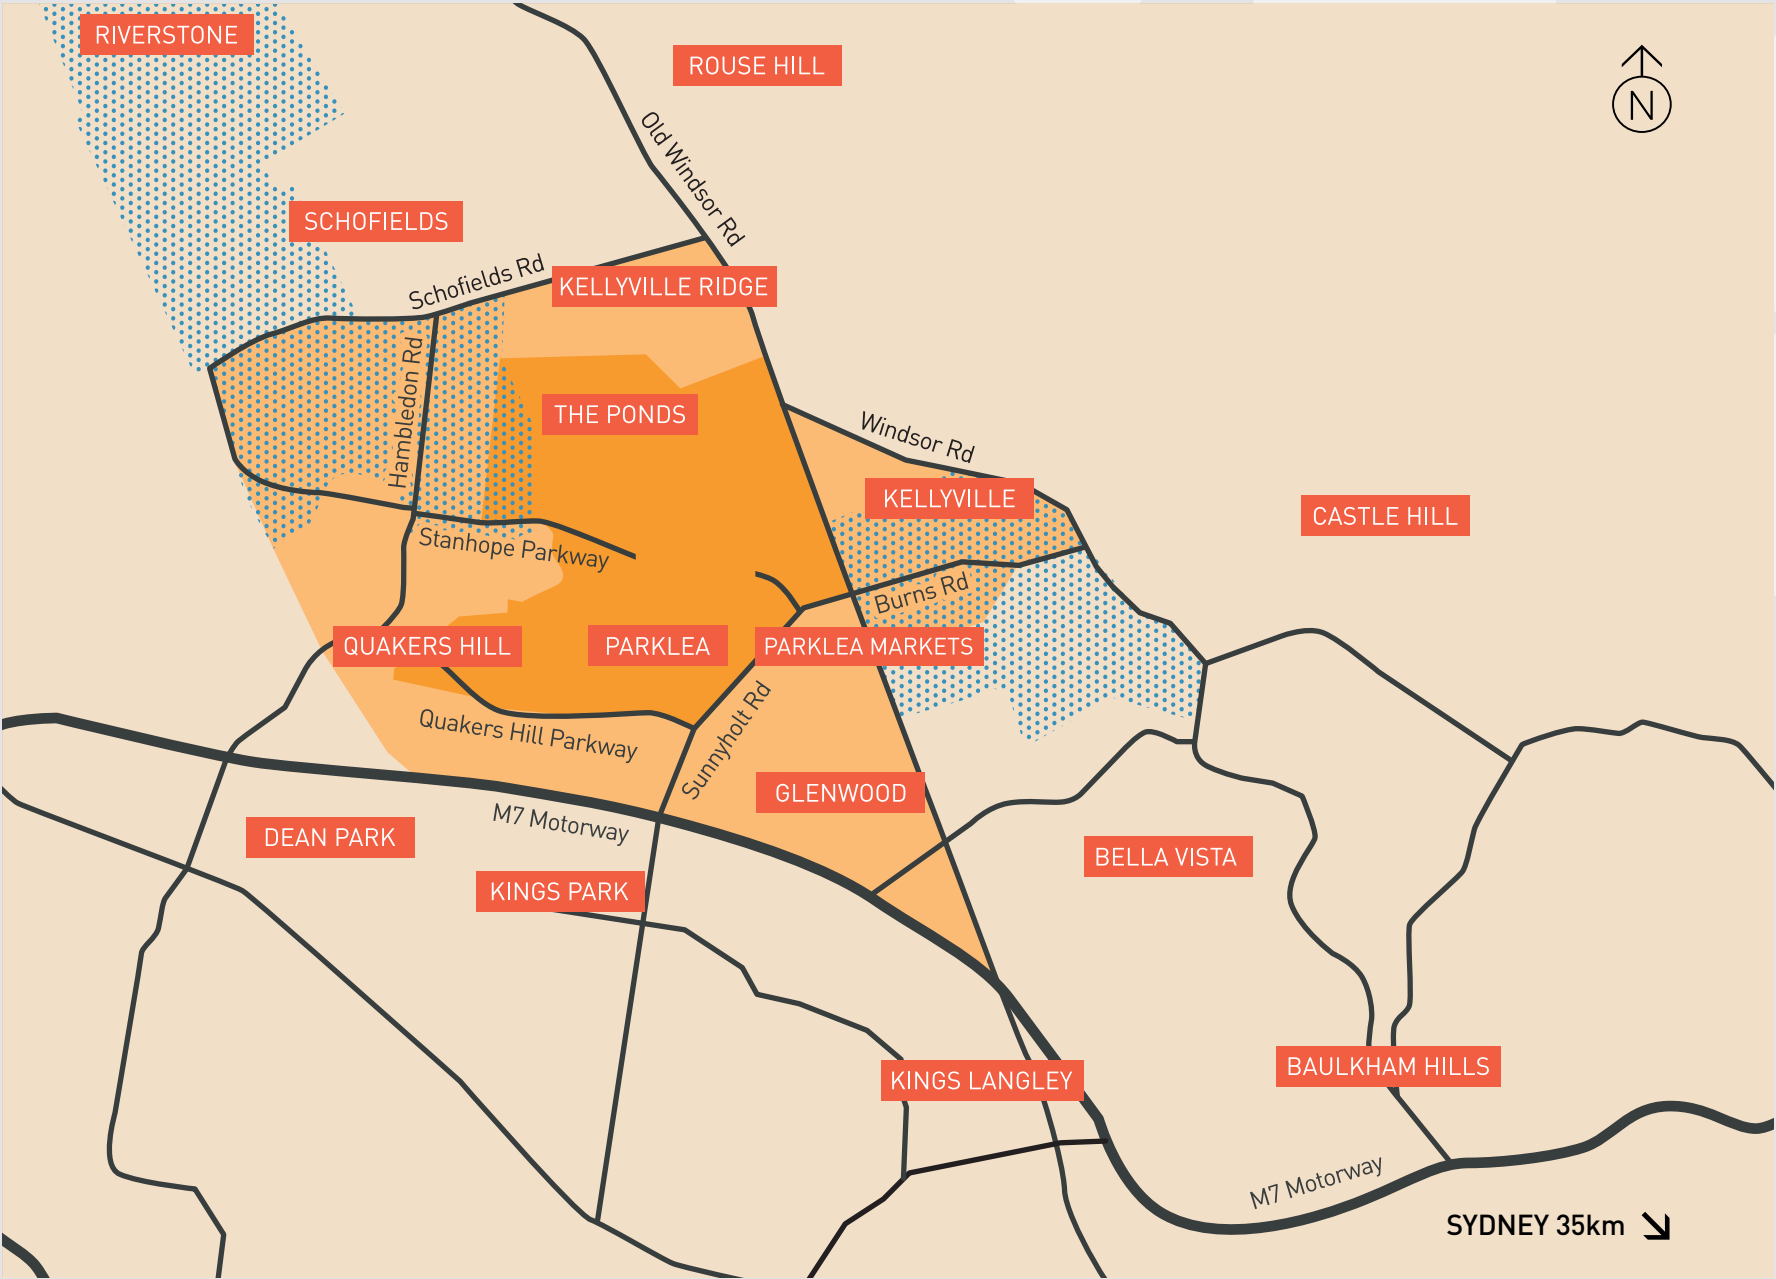 RIVERSTONE
ROUSE HILL
N
Old Windsor Rd
SCHOFIELDS
Schofields Rd
KELLYVILLE RIDGE
Hambledon Rd
THE PONDS
Windsor Rd
KELLYVILLE
CASTLE HILL
Stanhope Parkway
Burns Rd
QUAKERS HILL
PARKLEA
PARKLEA MARKETS
Quakers Hill Parkway
Sunnyholt Rd
GLENWOOD
M7 Motorway
DEAN PARK
BELLA VISTA
KINGS PARK
KINGS LANGLEY
BAULKHAM HILLS
M7 Motorway
SYDNEY 35km